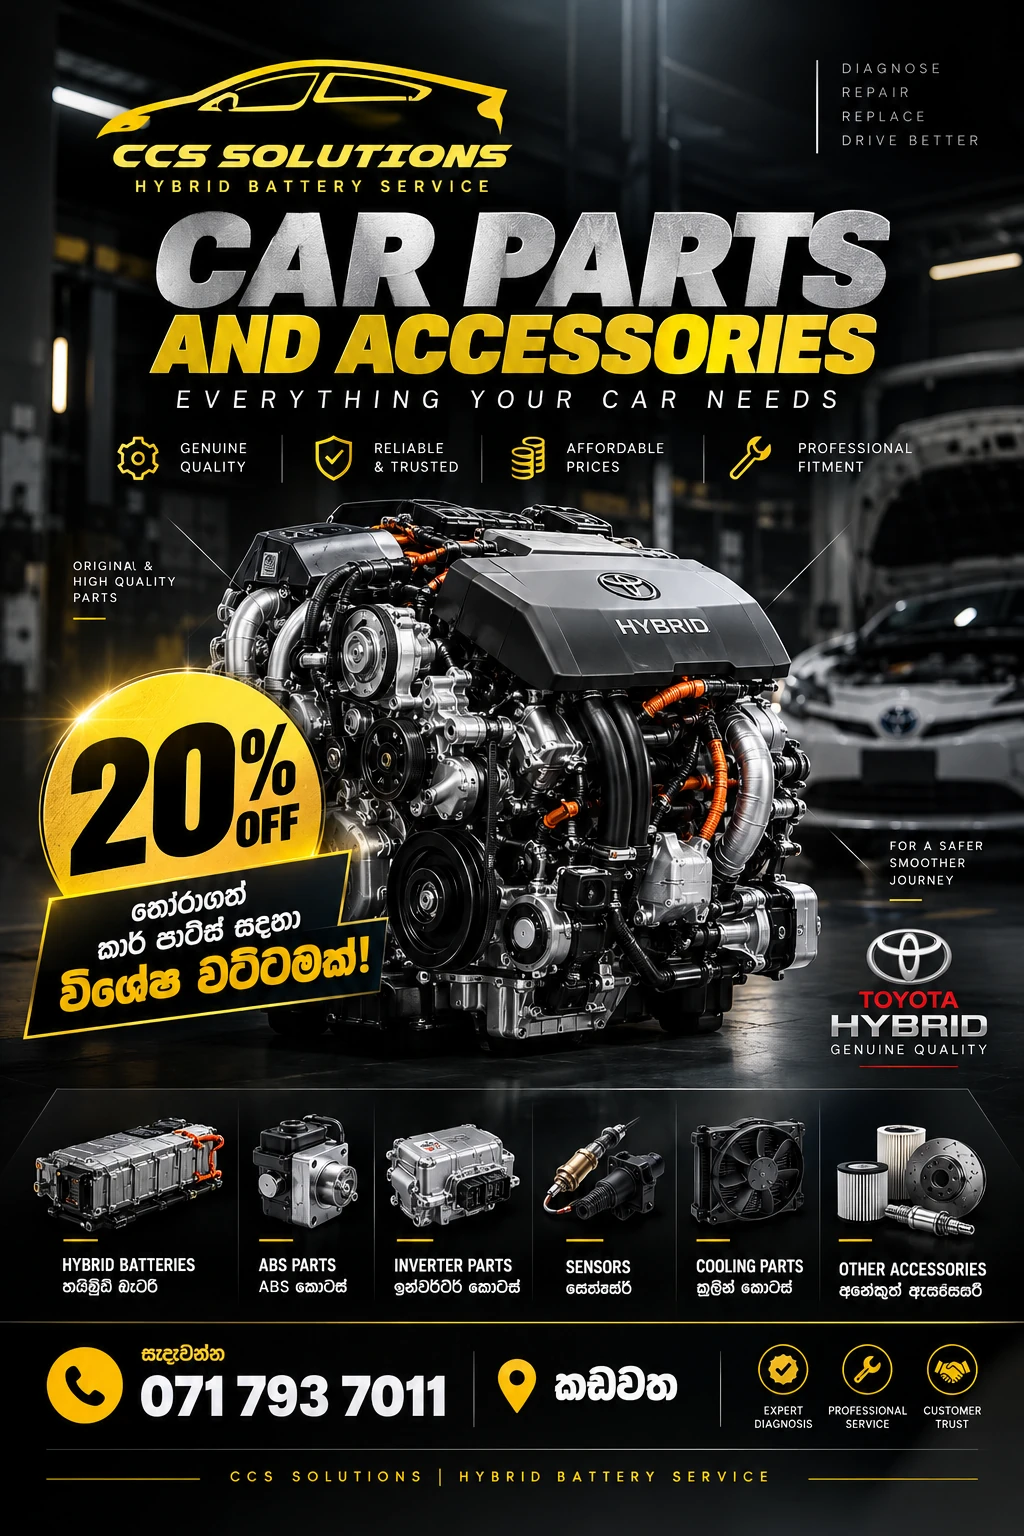 CCS SOLUTIONS
HYBRID BATTERY SERVICE
DIAGNOSE
REPAIR
REPLACE
DRIVE BETTER
CAR PARTS
AND ACCESSORIES
EVERYTHING YOUR CAR NEEDS
GENUINE
QUALITY
RELIABLE
& TRUSTED
AFFORDABLE
PRICES
PROFESSIONAL
FITMENT
ORIGINAL &
HIGH QUALITY
PARTS
HYBRID
20%
OFF
තෝරාගත්
කාර් පාට්ස් සඳහා
විශේෂ වට්ටමක්!
FOR A SAFER
SMOOTHER
JOURNEY
TOYOTA
HYBRID
GENUINE QUALITY
HYBRID BATTERIES
හයිබ්‍රිඩ් බැටරි
ABS PARTS
ABS කොටස්
INVERTER PARTS
ඉන්වර්ටර් කොටස්
SENSORS
COOLING PARTS
කූලින් කොටස්
OTHER ACCESSORIES
අනේකුත්
071 793 7011
කඩවත
EXPERT
DIAGNOSIS
PROFESSIONAL
SERVICE
CUSTOMER
TRUST
CCS SOLUTIONS | HYBRID BATTERY SERVICE